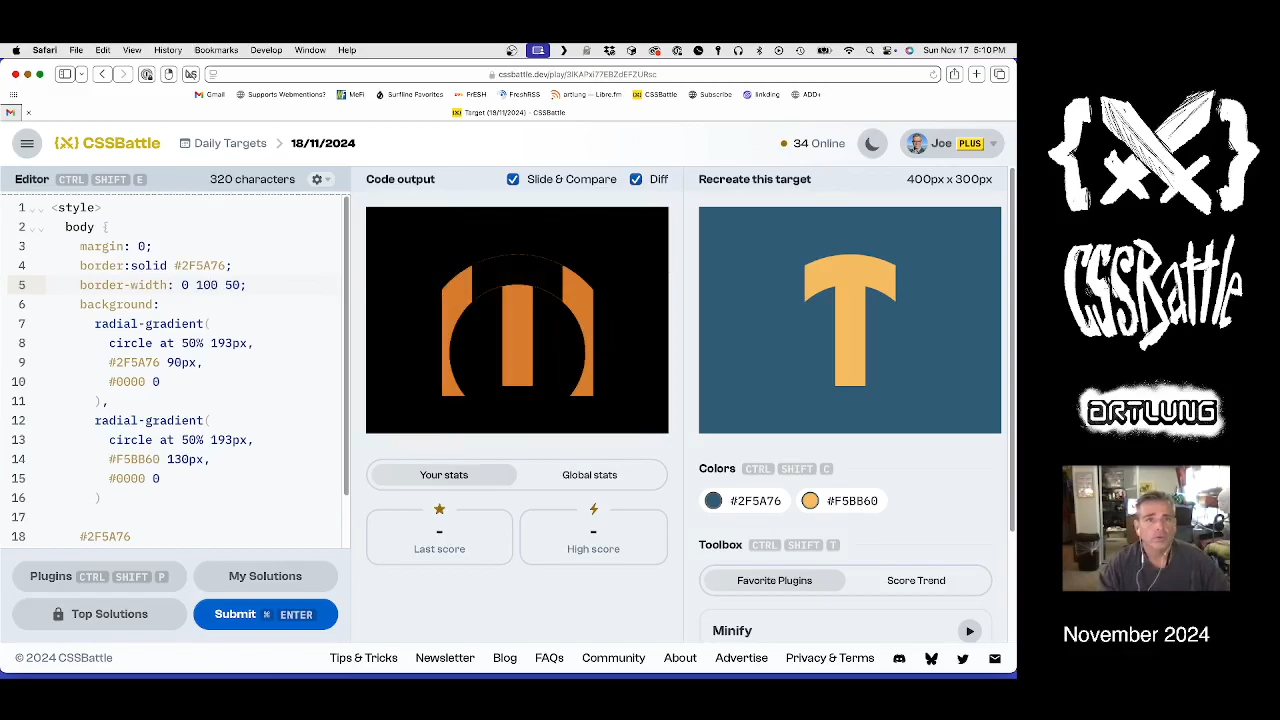 Safari File Edit View History Bookmarks Develop Window Help Sun Nov 17 5:10 PM
cssbattle.dev/play/3IKAPxi77EBZdEFZURsc
Gmail Supports Webmentions? MeFi Surfline Favorites FrESH FreshRSS artlung — Libre.fm CSSBattle Subscribe linkding ADD+
Target (18/11/2024) - CSSBattle
CSSBattle Daily Targets 18/11/2024 34 Online Joe PLUS
Editor CTRL SHIFT E 320 characters Code output Slide & Compare Diff Recreate this target 400px x 300px
1 <style>
2 body {
3 margin: 0;
4 border:solid #2F5A76;
5 border-width: 0 100 50;
6 background:
7 radial-gradient(
8 circle at 50% 193px,
9 #2F5A76 90px,
10 #0000 0
11 ),
12 radial-gradient(
13 circle at 50% 193px,
14 #F5BB60 130px,
15 #0000 0
16 )
17
18 #2F5A76
Your stats Global stats
-
Last score
-
High score
Colors CTRL SHIFT C
#2F5A76 #F5BB60
Toolbox CTRL SHIFT T
Favorite Plugins Score Trend
Minify
Plugins CTRL SHIFT P My Solutions
Top Solutions Submit ⌘ ENTER
© 2024 CSSBattle Tips & Tricks Newsletter Blog FAQs Community About Advertise Privacy & Terms
CSSBattle
ARTLUNG
November 2024